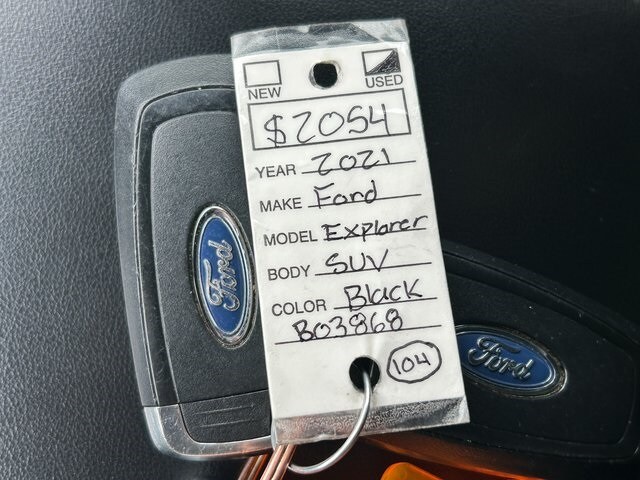 NEW
USED
$2054
YEAR 2021
MAKE Ford
MODEL Explorer
BODY SUV
COLOR Black
B03868
104
Ford
Ford